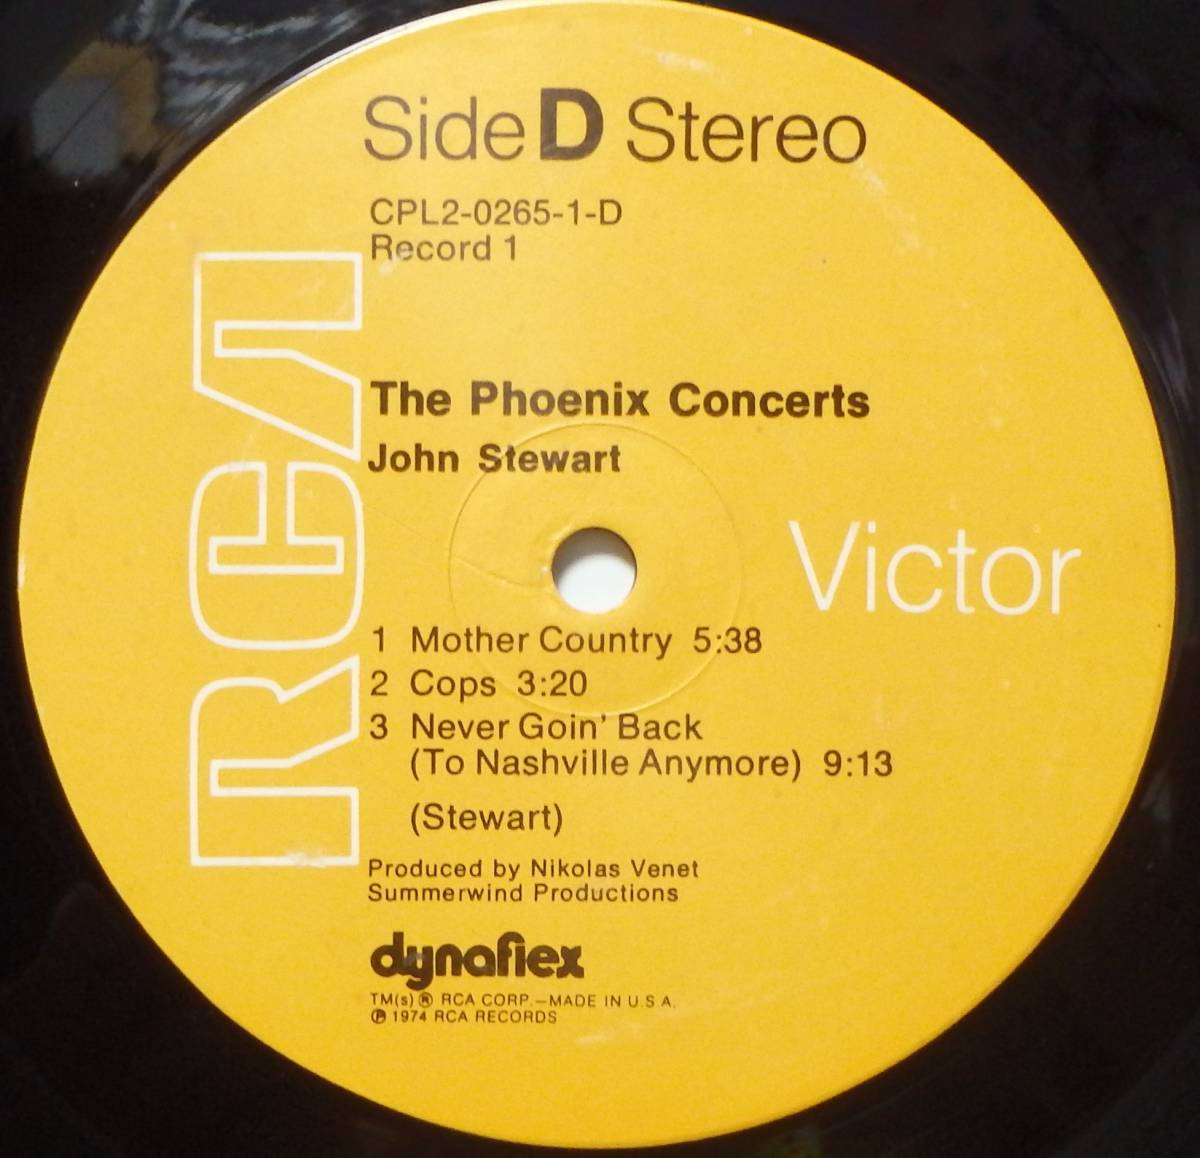 Side D Stereo
CPL2-0265-1-D
Record 1
RCA
The Phoenix Concerts
John Stewart
Victor
1 Mother Country 5:38
2 Cops 3:20
3 Never Goin' Back
(To Nashville Anymore) 9:13
(Stewart)
Produced by Nikolas Venet
Summerwind Productions
dynaflex
TM(s) ® RCA CORP.—MADE IN U.S.A.
℗ 1974 RCA RECORDS